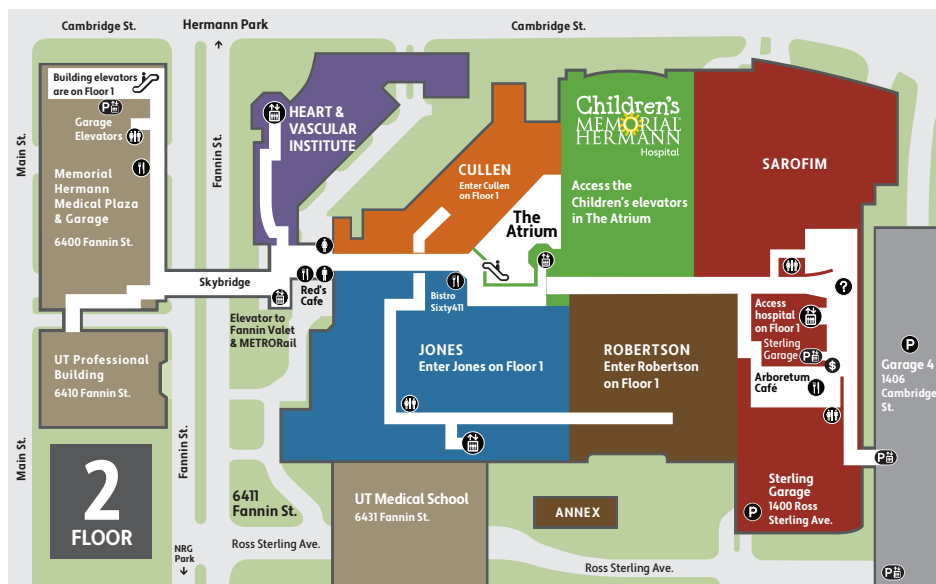 Cambridge St.
Hermann Park
Cambridge St.
Main St.
Building elevators
are on Floor 1
P
Garage
Elevators
Memorial
Hermann
Medical Plaza
& Garage
6400 Fannin St.
Fannin St.
HEART &
VASCULAR
INSTITUTE
CULLEN
Enter Cullen
on Floor 1
The
Atrium
Children's
MEMORIAL
HERMANN
Hospital
Access the
Children's elevators
in The Atrium
SAROFIM
Skybridge
Red's
Cafe
Elevator to
Fannin Valet
& METRORail
Bistro
Sixty411
?
Access
hospital
on Floor 1
Sterling
Garage
P
$
Arboretum
Café
P
Garage 4
1406
Cambridge
St.
UT Professional
Building
6410 Fannin St.
JONES
Enter Jones on Floor 1
ROBERTSON
Enter Robertson
on Floor 1
Main St.
Fannin St.
2
FLOOR
6411
Fannin St.
UT Medical School
6431 Fannin St.
ANNEX
P
Sterling
Garage
1400 Ross
Sterling Ave.
P
NRG
Park
Ross Sterling Ave.
Ross Sterling Ave.
P